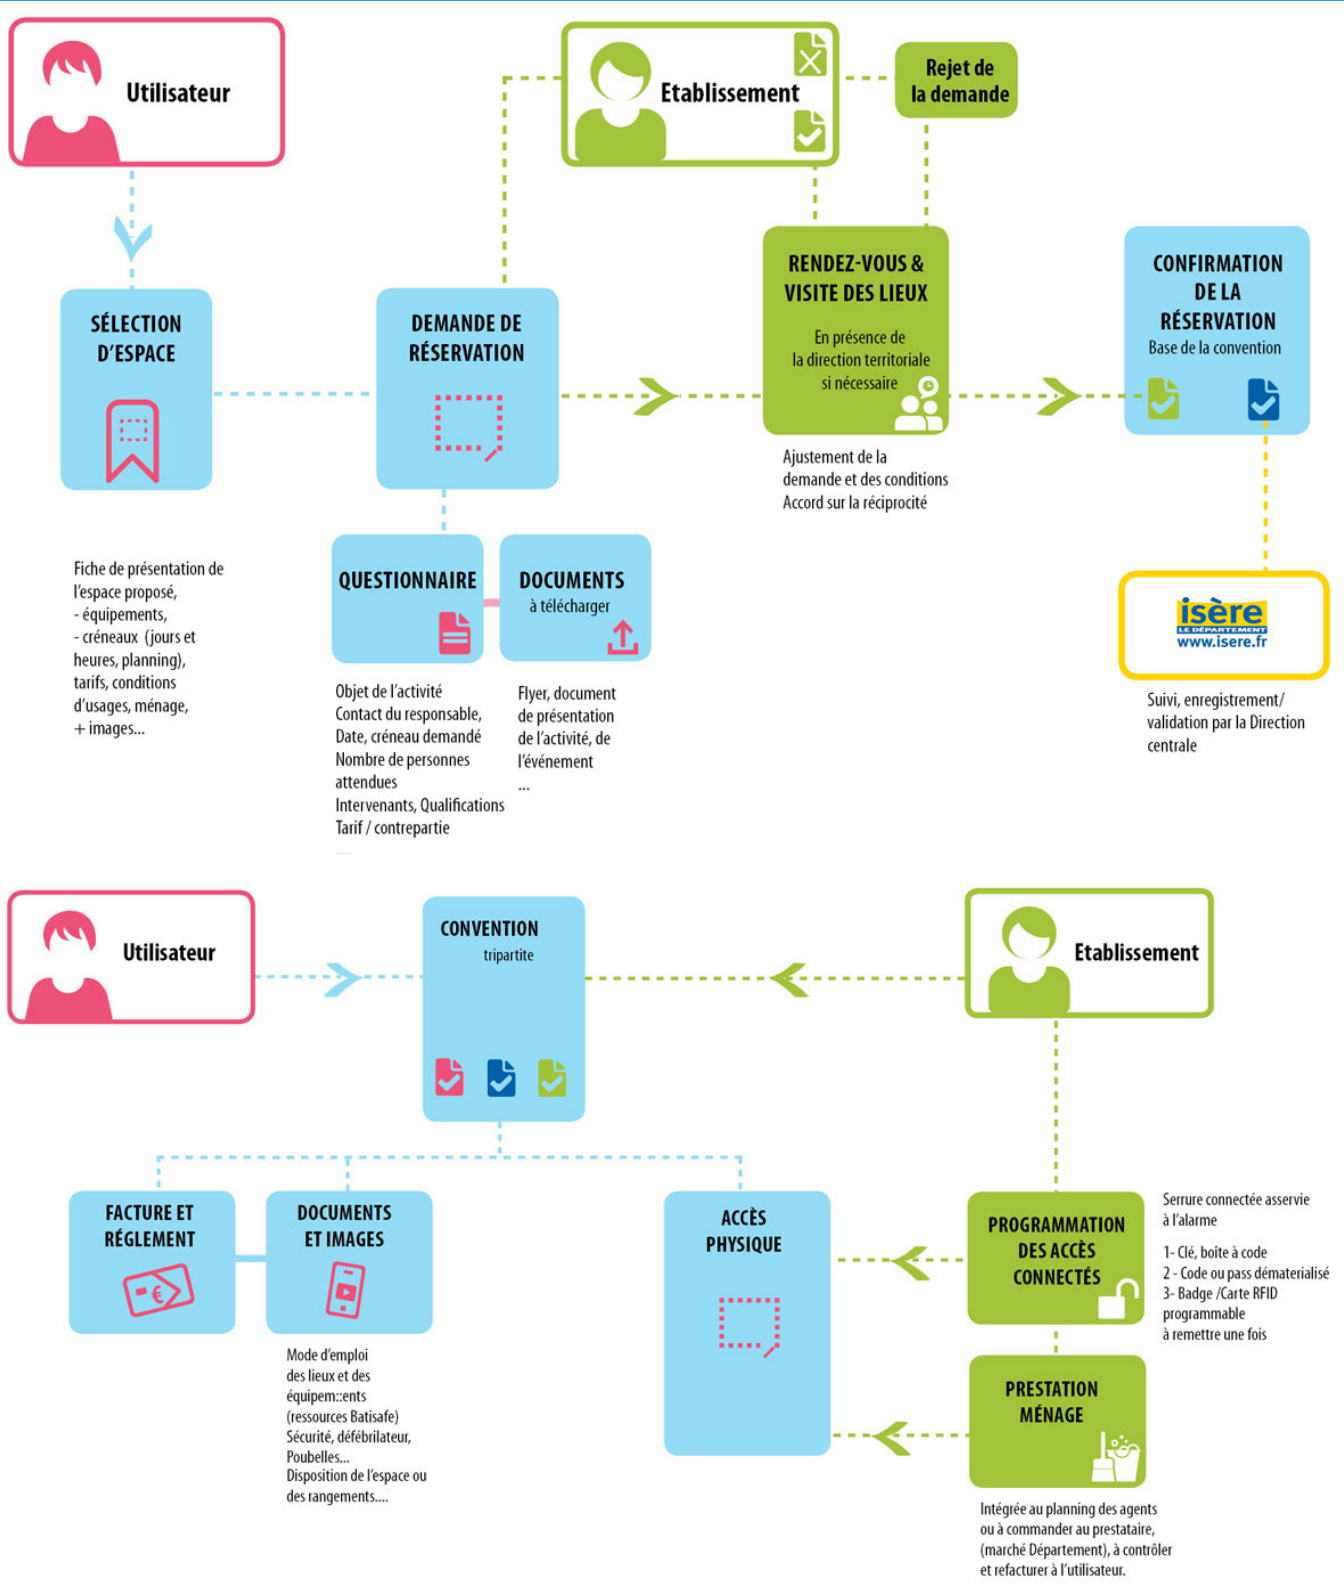 Utilisateur
Etablissement
Rejet de
la demande
SÉLECTION
D'ESPACE
DEMANDE DE
RÉSERVATION
RENDEZ-VOUS &
VISITE DES LIEUX
En présence de
la direction territoriale
si nécessaire
CONFIRMATION
DE LA
RÉSERVATION
Base de la convention
Ajustement de la
demande et des conditions
Accord sur la réciprocité
Fiche de présentation de
l'espace proposé,
- équipements,
- créneaux (jours et
heures, planning),
tarifs, conditions
d'usages, ménage,
+ images...
QUESTIONNAIRE
DOCUMENTS
à télécharger
Objet de l'activité
Contact du responsable,
Date, créneau demandé
Nombre de personnes
attendues
Intervenants, Qualifications
Tarif / contrepartie
....
Flyer, document
de présentation
de l'activité, de
l'événement
...
isère
LE DÉPARTEMENT
www.isere.fr
Suivi, enregistrement/
validation par la Direction
centrale
Utilisateur
CONVENTION
tripartite
Etablissement
FACTURE ET
RÉGLEMENT
DOCUMENTS
ET IMAGES
Mode d'emploi
des lieux et des
équipem::ents
(ressources Batisafe)
Sécurité, défébrilateur,
Poubelles...
Disposition de l'espace ou
des rangements....
ACCÈS
PHYSIQUE
PROGRAMMATION
DES ACCÈS
CONNECTÉS
Serrure connectée asservie
à l'alarme
1- Clé, boîte à code
2 - Code ou pass dématerialisé
3- Badge /Carte RFID
programmable
à remettre une fois
PRESTATION
MÉNAGE
Intégrée au planning des agents
ou à commander au prestataire,
(marché Département), à contrôler
et refacturer à l'utilisateur.